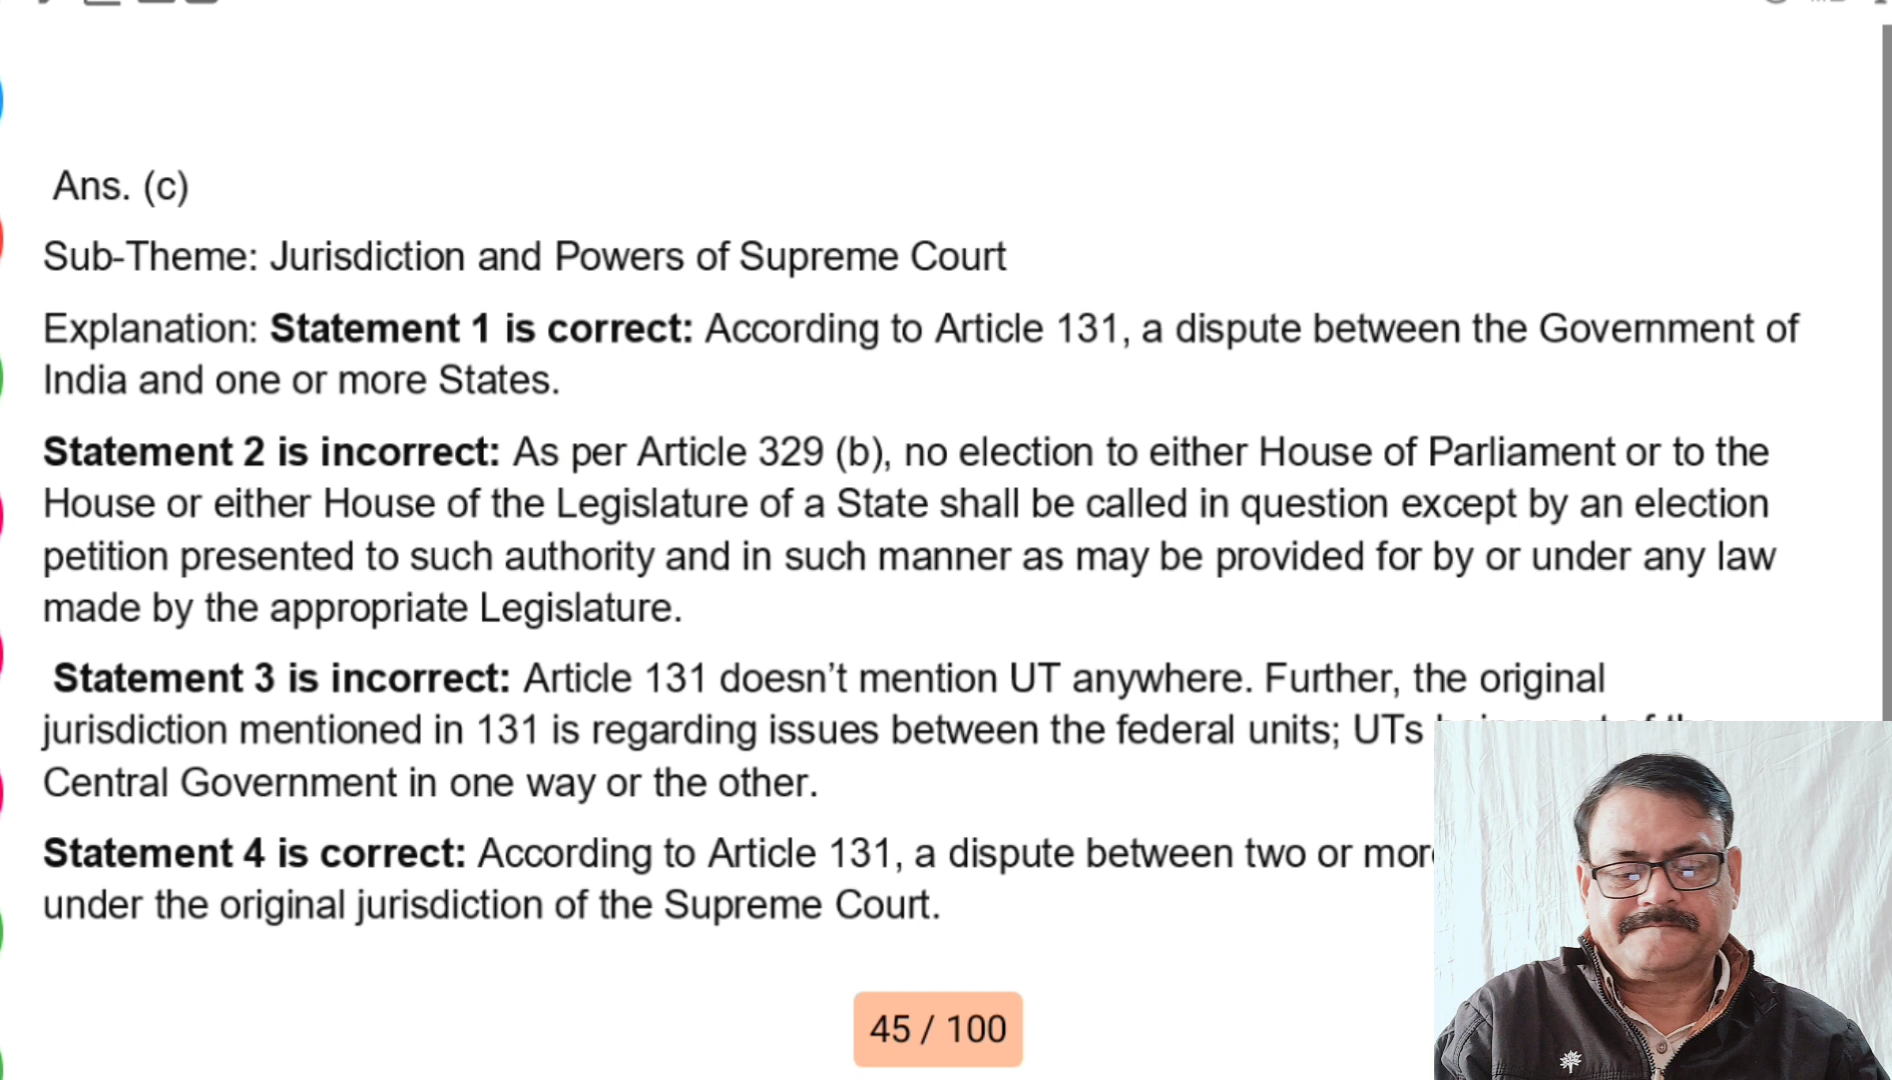 Ans. (c)
Sub-Theme: Jurisdiction and Powers of Supreme Court
Explanation: Statement 1 is correct: According to Article 131, a dispute between the Government of
India and one or more States.
Statement 2 is incorrect: As per Article 329 (b), no election to either House of Parliament or to the
House or either House of the Legislature of a State shall be called in question except by an election
petition presented to such authority and in such manner as may be provided for by or under any law
made by the appropriate Legislature.
Statement 3 is incorrect: Article 131 doesn’t mention UT anywhere. Further, the original
jurisdiction mentioned in 131 is regarding issues between the federal units; UTs
Central Government in one way or the other.
Statement 4 is correct: According to Article 131, a dispute between two or
under the original jurisdiction of the Supreme Court.
45 / 100